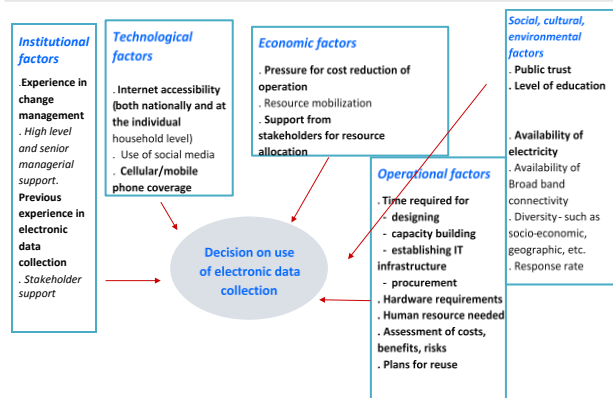 Institutional
factors
.Experience in
change
management
. High level
and senior
managerial
support.
Previous
experience in
electronic
data
collection
. Stakeholder
support
Technological
factors
. Internet accessibility
(both nationally and at
the individual
household level)
. Use of social media
. Cellular/mobile
phone coverage
Economic factors
. Pressure for cost reduction of
operation
. Resource mobilization
. Support from
stakeholders for resource
allocation
Social, cultural,
environmental
factors
. Public trust
. Level of education
. Availability of
electricity
. Availability of
Broad band
connectivity
. Diversity - such as
socio-economic,
geographic, etc.
. Response rate
Operational factors
. Time required for
- designing
- capacity building
- establishing IT
infrastructure
- procurement
. Hardware requirements
. Human resource needed
. Assessment of costs,
benefits, risks
. Plans for reuse
Decision on use
of electronic data
collection